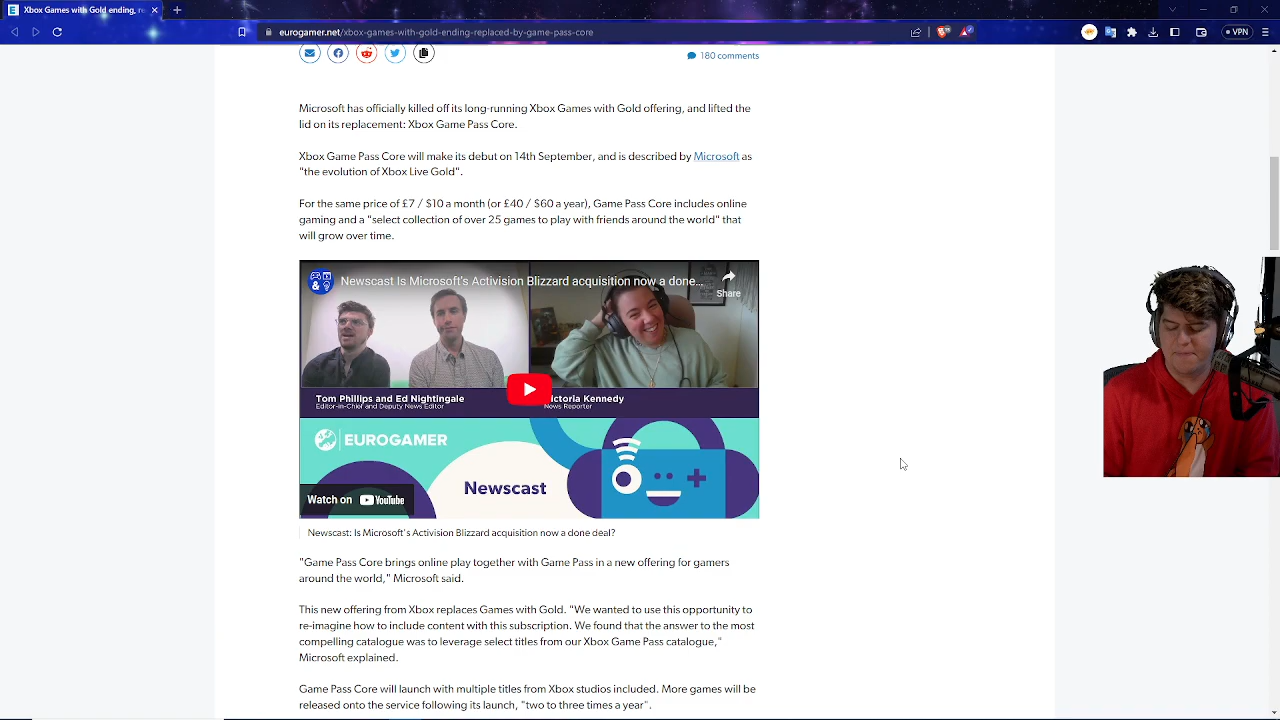 Xbox Games with Gold ending, re
eurogamer.net/xbox-games-with-gold-ending-replaced-by-game-pass-core
VPN
180 comments
Microsoft has officially killed off its long-running Xbox Games with Gold offering, and lifted the
lid on its replacement: Xbox Game Pass Core.
Xbox Game Pass Core will make its debut on 14th September, and is described by Microsoft as
"the evolution of Xbox Live Gold".
For the same price of £7 / $10 a month (or £40 / $60 a year), Game Pass Core includes online
gaming and a "select collection of over 25 games to play with friends around the world" that
will grow over time.
Newscast Is Microsoft's Activision Blizzard acquisition now a done...
Share
Tom Phillips and Ed Nightingale
Editor-in-Chief and Deputy News Editor
ictoria Kennedy
News Reporter
EUROGAMER
Newscast
Watch on YouTube
Newscast: Is Microsoft's Activision Blizzard acquisition now a done deal?
"Game Pass Core brings online play together with Game Pass in a new offering for gamers
around the world," Microsoft said.
This new offering from Xbox replaces Games with Gold. "We wanted to use this opportunity to
re-imagine how to include content with this subscription. We found that the answer to the most
compelling catalogue was to leverage select titles from our Xbox Game Pass catalogue,"
Microsoft explained.
Game Pass Core will launch with multiple titles from Xbox studios included. More games will be
released onto the service following its launch, "two to three times a year".